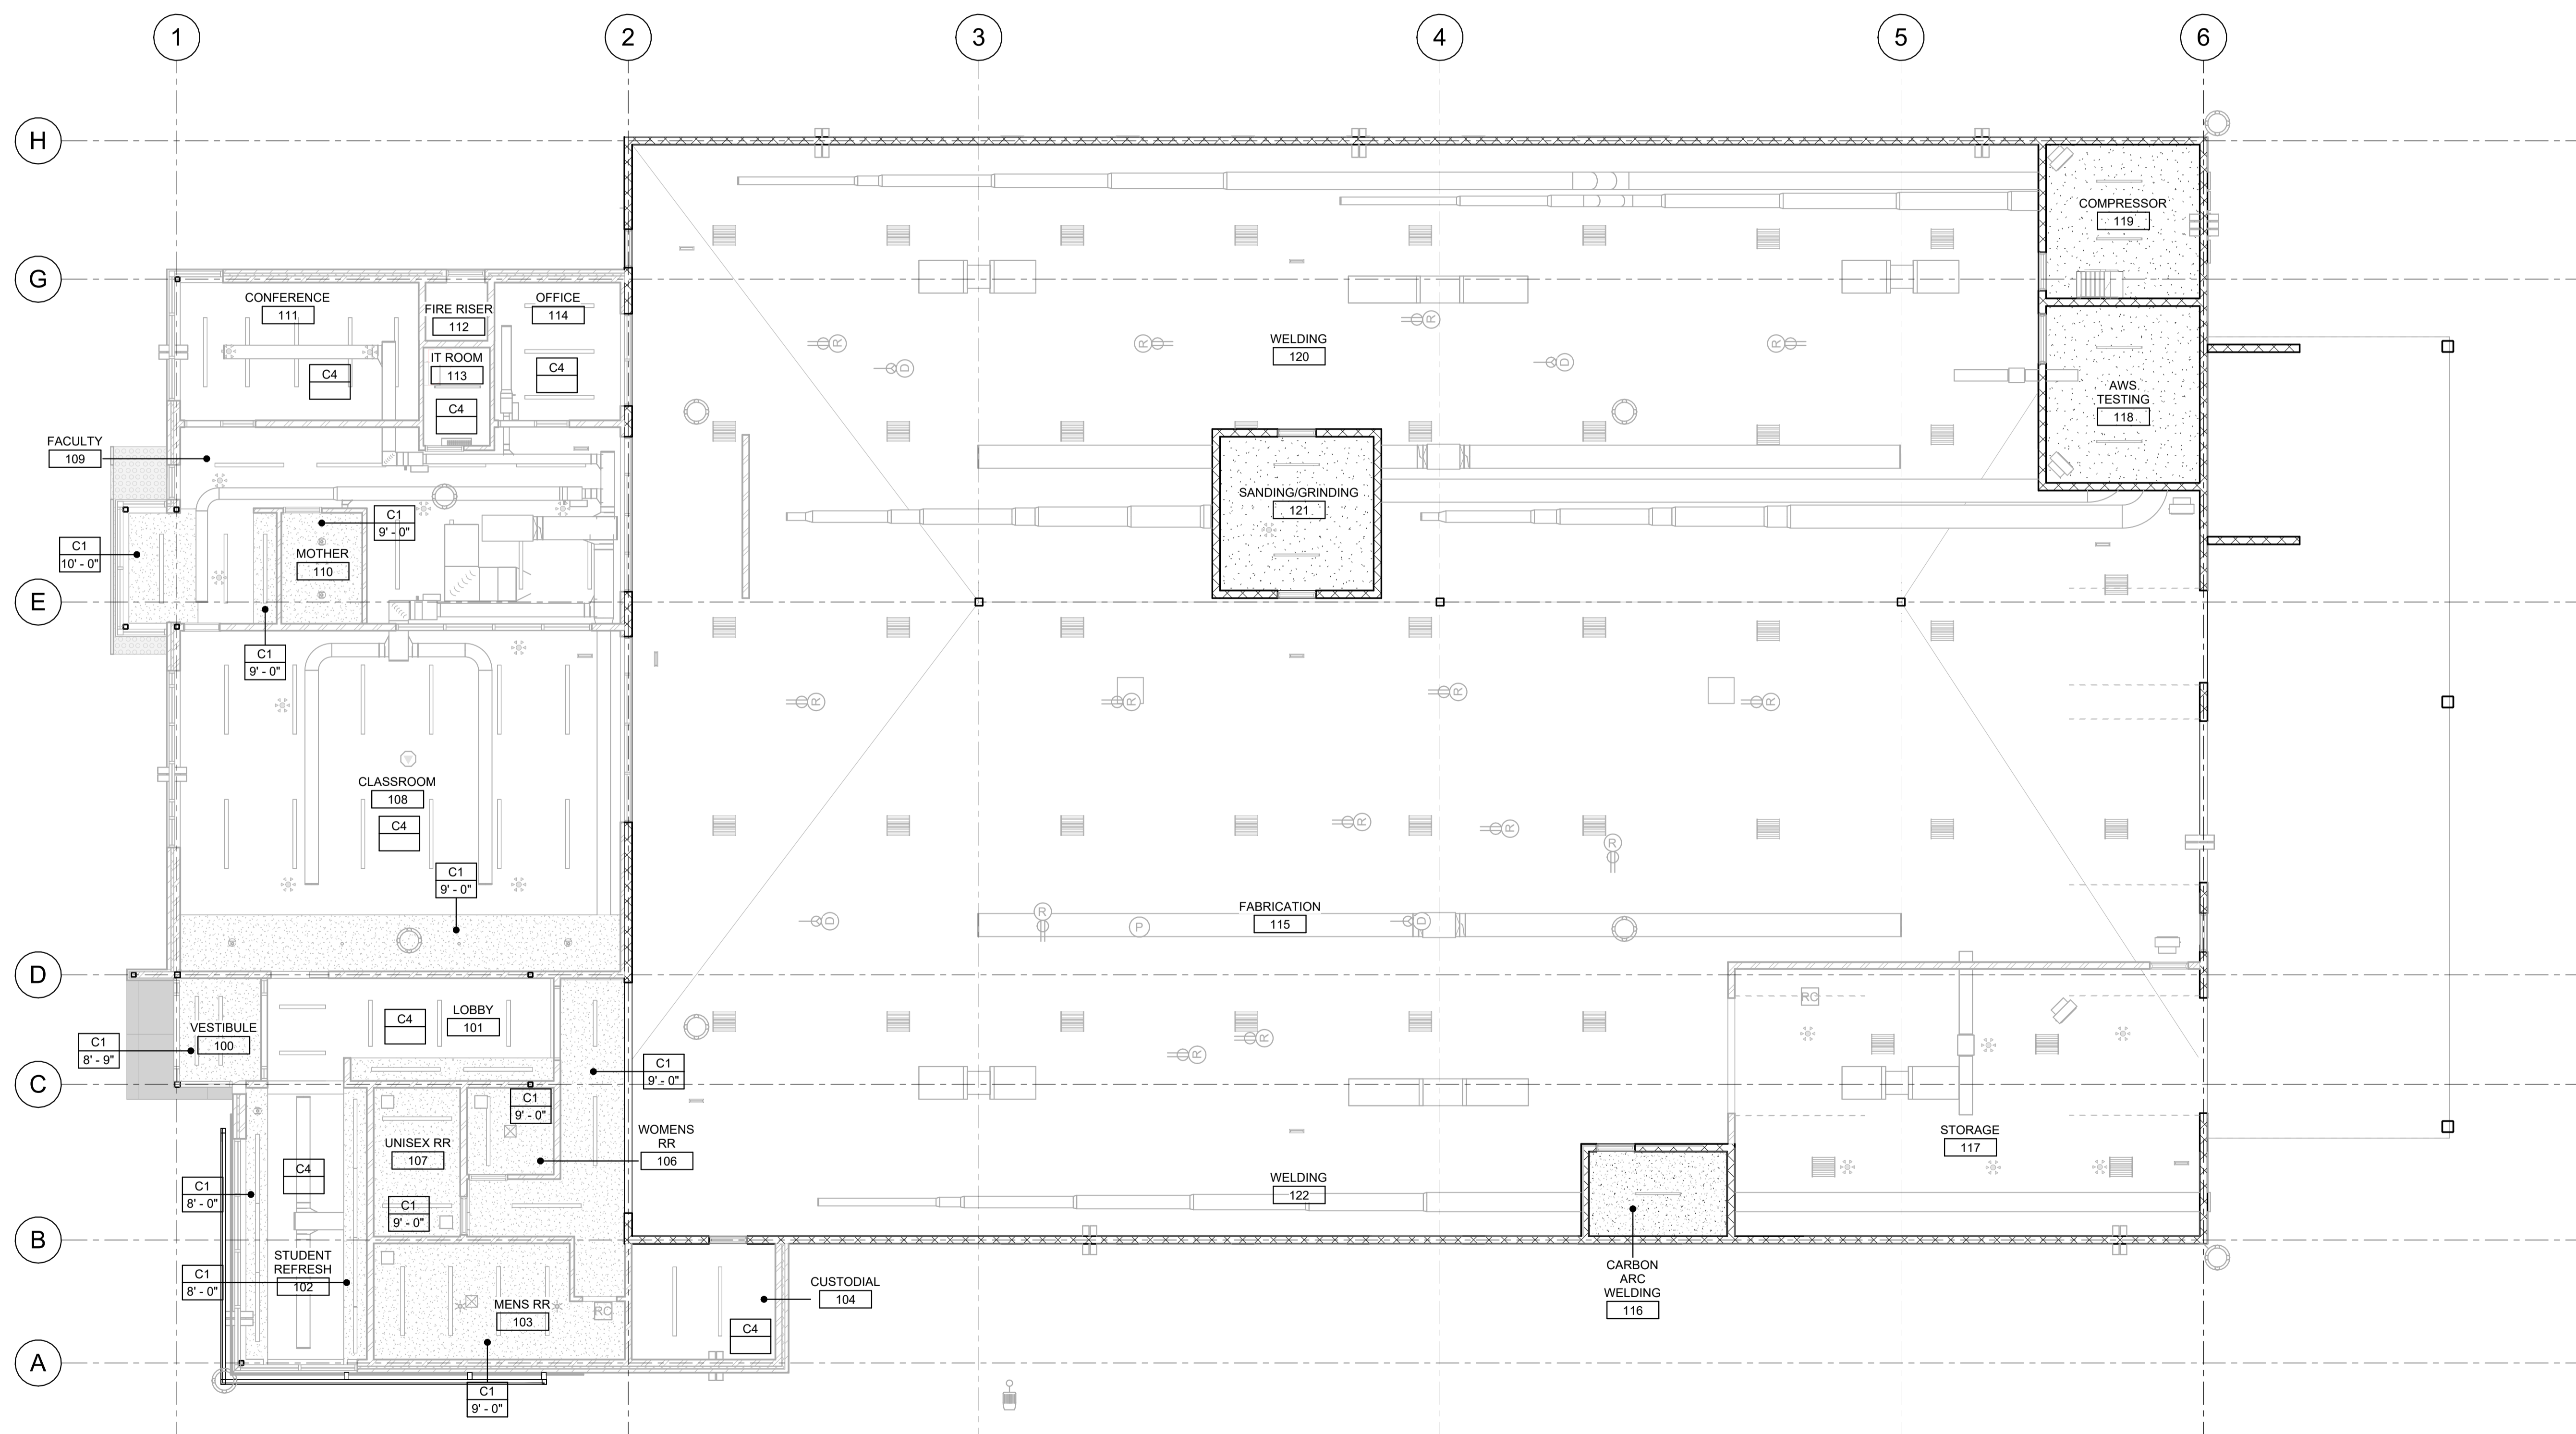 1
2
3
4
5
6
H
G
E
D
C
B
A
CONFERENCE
111
C4
FIRE RISER
112
IT ROOM
113
C4
OFFICE
114
C4
FACULTY
109
C1
10' - 0"
C1
9' - 0"
MOTHER
110
C1
9' - 0"
CLASSROOM
108
C4
C1
9' - 0"
VESTIBULE
100
C1
8' - 9"
C4
LOBBY
101
C1
9' - 0"
C1
9' - 0"
WOMENS
RR
106
UNISEX RR
107
C1
9' - 0"
C4
C1
8' - 0"
STUDENT
REFRESH
102
C1
8' - 0"
MENS RR
103
RC
C1
9' - 0"
CUSTODIAL
104
C4
WELDING
120
R
R
R
R
D
D
SANDING/GRINDING
121
COMPRESSOR
119
AWS
TESTING
118
R
R
R
R
R
R
R
D
R
P
FABRICATION
115
D
R
R
RC
STORAGE
117
WELDING
122
CARBON
ARC
WELDING
116